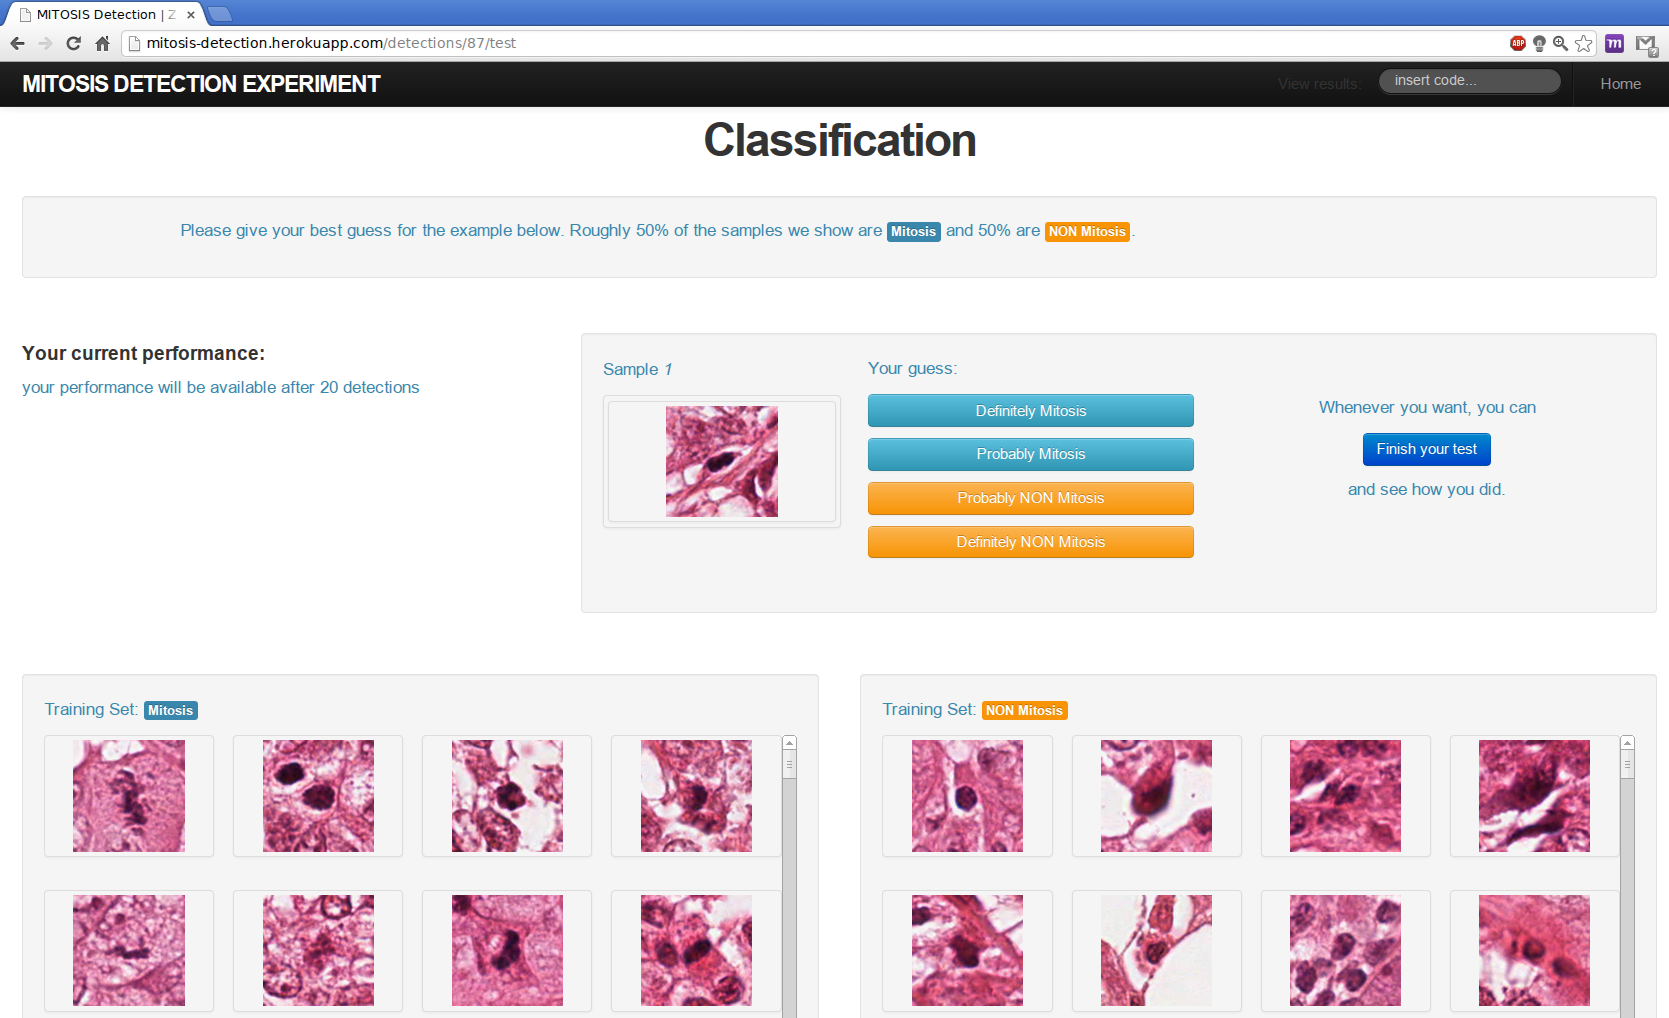 MITOSIS Detection | Z
mitosis-detection.herokuapp.com/detections/87/test
ABP
m
MITOSIS DETECTION EXPERIMENT
View results:
insert code...
Home
Classification
Please give your best guess for the example below. Roughly 50% of the samples we show are Mitosis and 50% are NON Mitosis.
Your current performance:
your performance will be available after 20 detections
Sample 1
Your guess:
Definitely Mitosis
Probably Mitosis
Probably NON Mitosis
Definitely NON Mitosis
Whenever you want, you can
Finish your test
and see how you did.
Training Set: Mitosis
Training Set: NON Mitosis